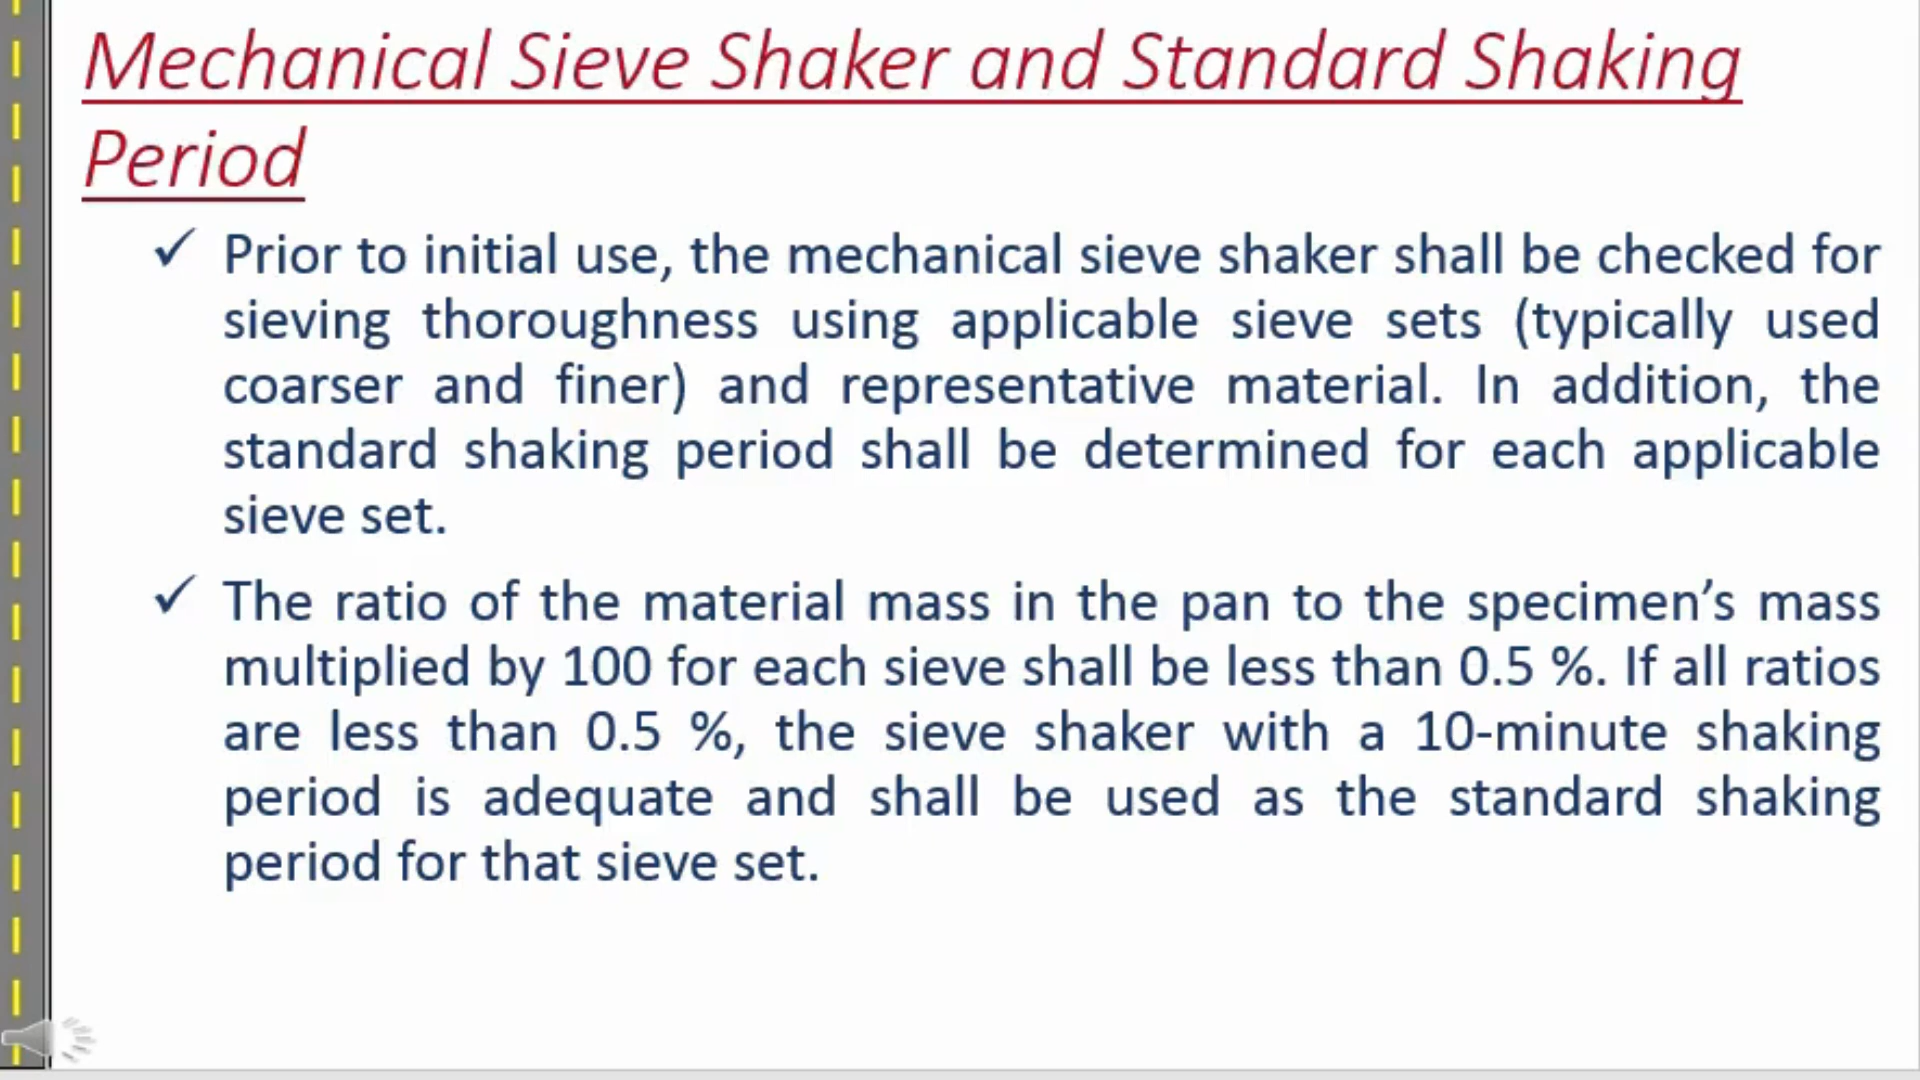 Mechanical Sieve Shaker and Standard Shaking
Period
✓ Prior to initial use, the mechanical sieve shaker shall be checked for
sieving thoroughness using applicable sieve sets (typically used
coarser and finer) and representative material. In addition, the
standard shaking period shall be determined for each applicable
sieve set.
✓ The ratio of the material mass in the pan to the specimen’s mass
multiplied by 100 for each sieve shall be less than 0.5 %. If all ratios
are less than 0.5 %, the sieve shaker with a 10-minute shaking
period is adequate and shall be used as the standard shaking
period for that sieve set.